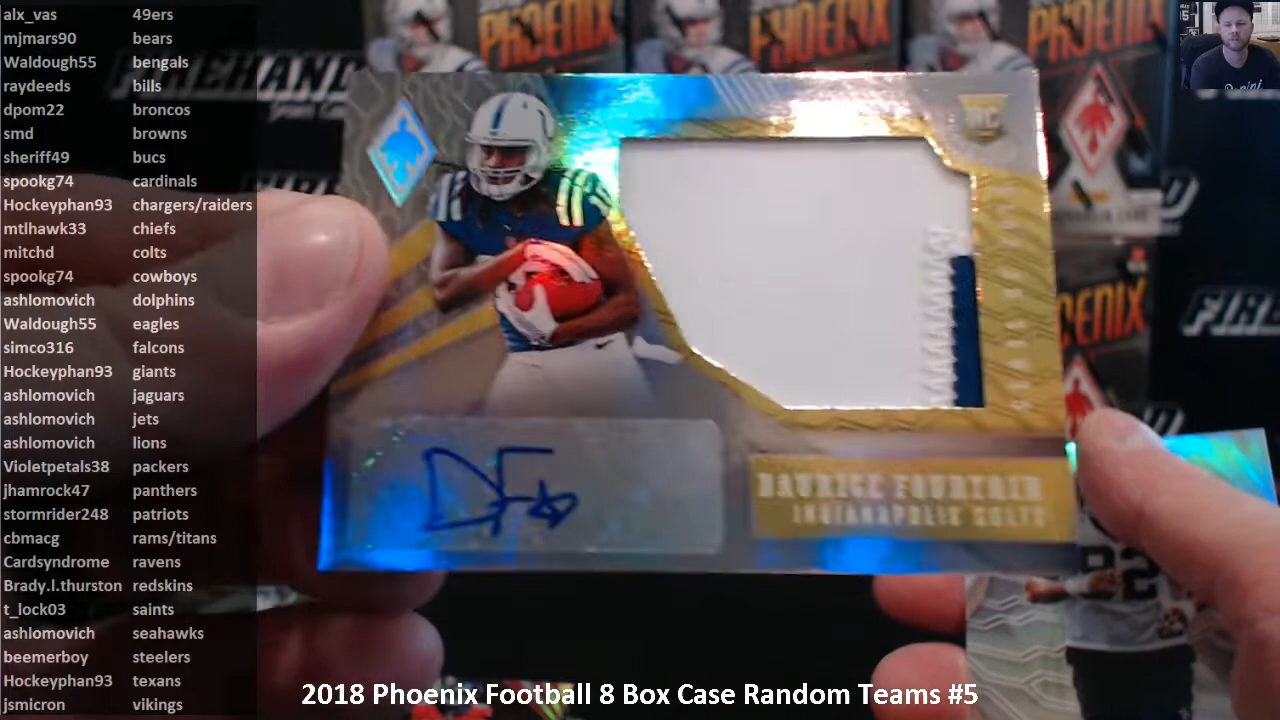 alx_vas 49ers
mjmars90 bears
Waldough55 bengals
raydeeds bills
dpom22 broncos
smd browns
sheriff49 bucs
spookg74 cardinals
Hockeyphan93 chargers/raiders
mtlhawk33 chiefs
mitchd colts
spookg74 cowboys
ashlomovich dolphins
Waldough55 eagles
simco316 falcons
Hockeyphan93 giants
ashlomovich jaguars
ashlomovich jets
ashlomovich lions
Violetpetals38 packers
jhamrock47 panthers
stormrider248 patriots
cbmacg rams/titans
Cardsyndrome ravens
Brady.l.thurston redskins
t_lock03 saints
ashlomovich seahawks
beemerboy steelers
Hockeyphan93 texans
jsmicron vikings
PHOENIX
PHOENIX
PHOENIX
RC
DAURICE FOUNTAIN
INDIANAPOLIS COLTS
82
2018 Phoenix Football 8 Box Case Random Teams #5